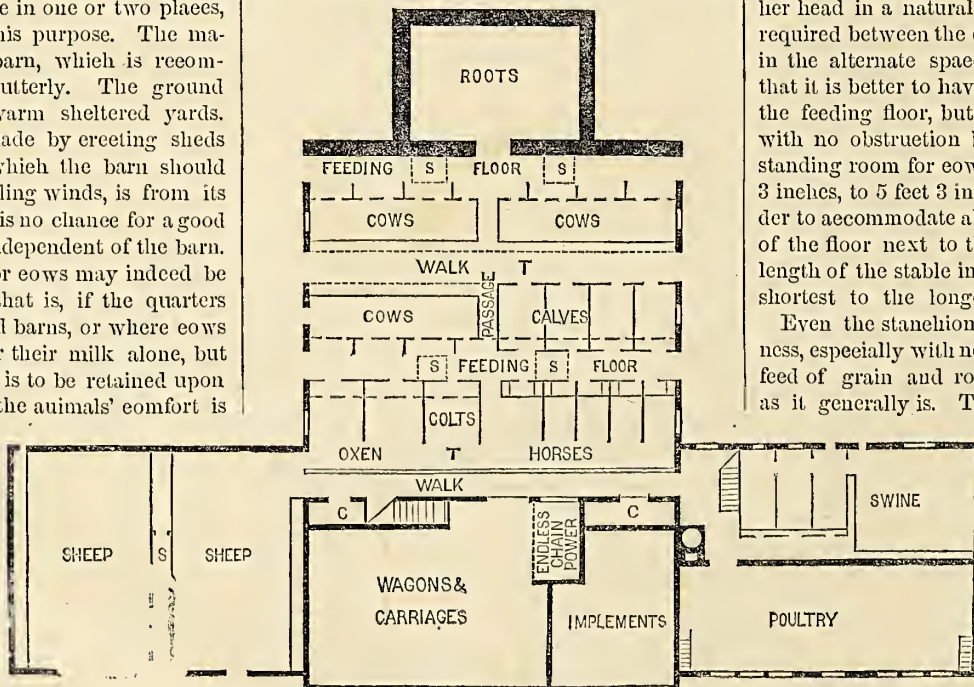 e in one or two places,
his purpose. The ma-
barn, which is recom-
utterly. The ground
warm sheltered yards.
ade by erecting sheds
which the barn should
ling winds, is from its
is no chance for a good
dependent of the barn.
or cows may indeed be
hat is, if the quarters
l barns, or where cows
r their milk alone, but
is to be retained upon
the animals' comfort is
ROOTS
FEEDING S FLOOR S
COWS COWS
WALK T
PASSAGE
COWS CALVES
S FEEDING S FLOOR
COLTS
OXEN T HORSES
WALK
C C
ENDLESS
CHAIN
POWER
SHEEP S SHEEP
WAGONS &
CARRIAGES
IMPLEMENTS
SWINE
POULTRY
her head in a natural
required between the
in the alternate spac
that it is better to hav
the feeding floor, but
with no obstruction
standing room for cow
3 inches, to 5 feet 3 in
der to accommodate a
of the floor next to t
length of the stable in
shortest to the long
Even the stanchion
ness, especially with n
feed of grain and ro
as it generally is. T